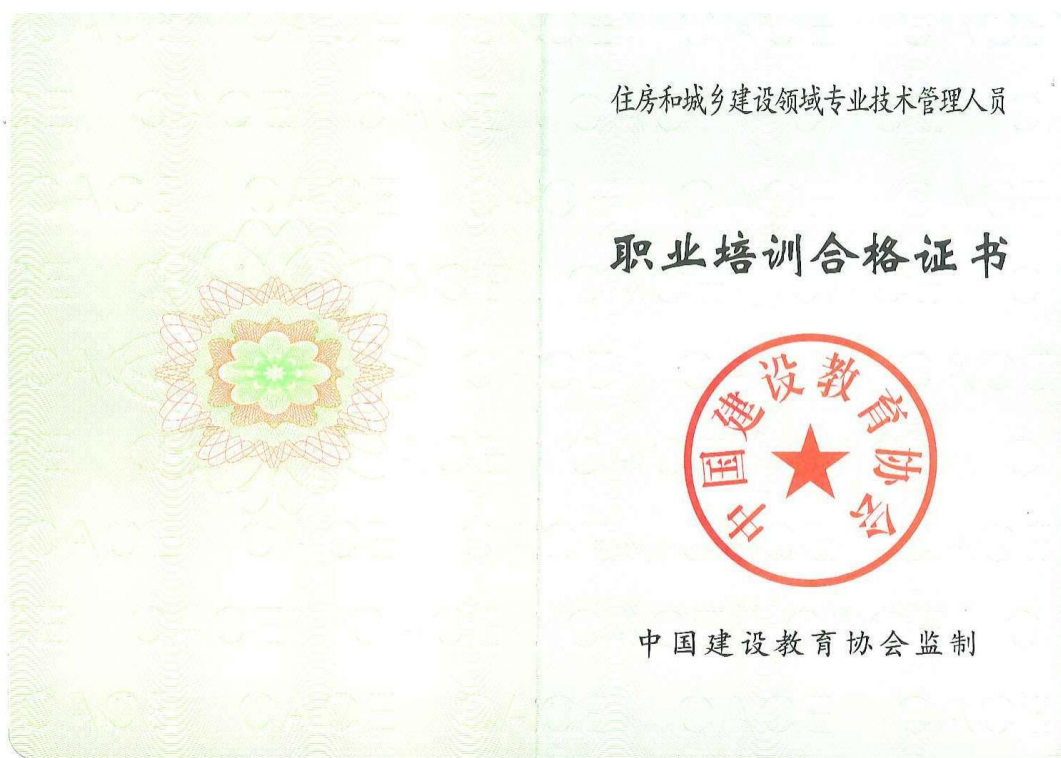 住房和城乡建设领域专业技术管理人员
职业培训合格证书
中国建设教育协会
中国建设教育协会监制